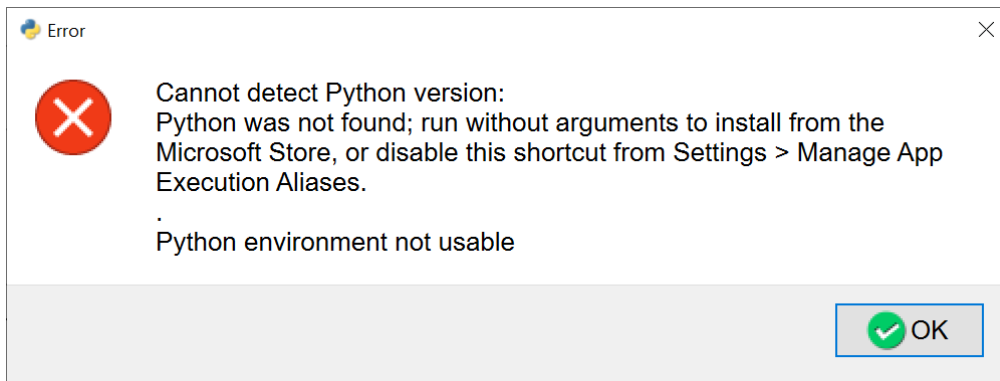 Error
Cannot detect Python version:
Python was not found; run without arguments to install from the
Microsoft Store, or disable this shortcut from Settings > Manage App
Execution Aliases.
.
Python environment not usable
OK